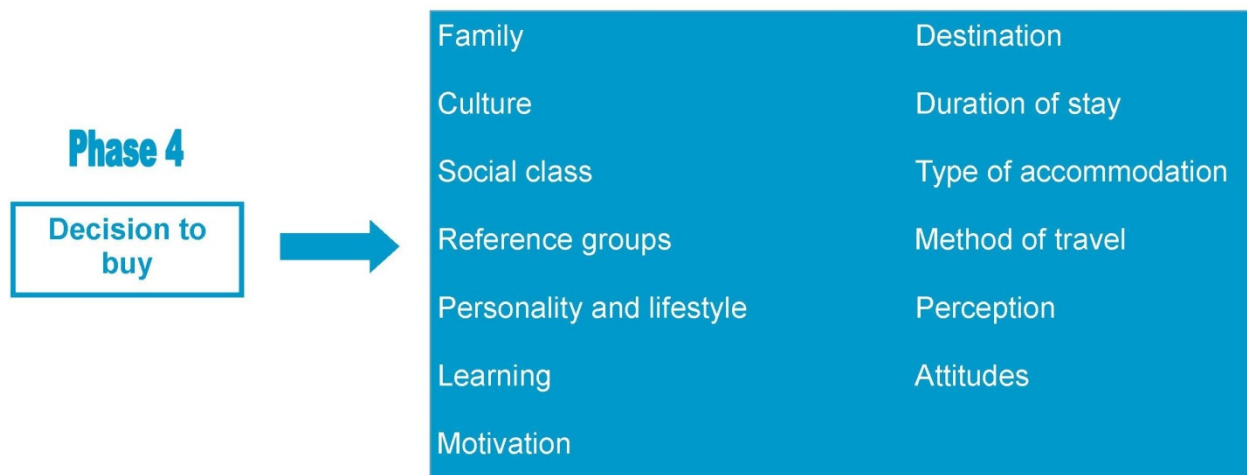 Phase 4
Decision to
buy
Family
Culture
Social class
Reference groups
Personality and lifestyle
Learning
Motivation
Destination
Duration of stay
Type of accommodation
Method of travel
Perception
Attitudes